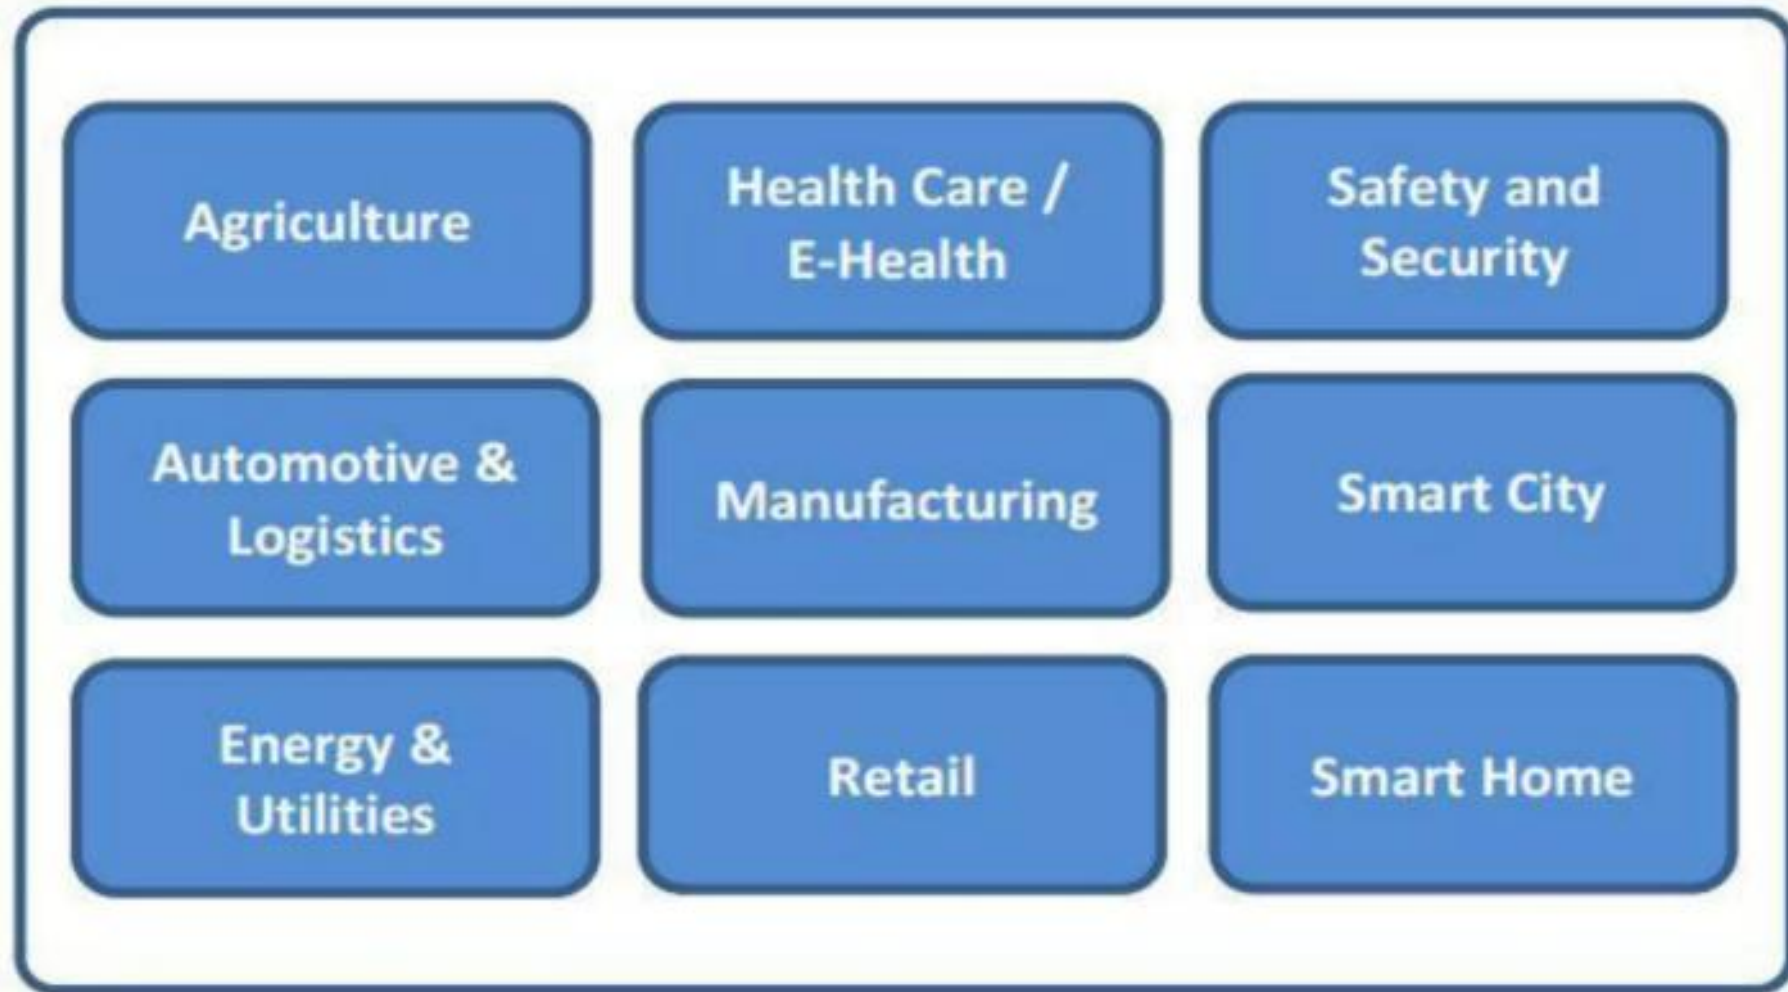 Agriculture
Health Care /
E-Health
Safety and
Security
Automotive &
Logistics
Manufacturing
Smart City
Energy &
Utilities
Retail
Smart Home